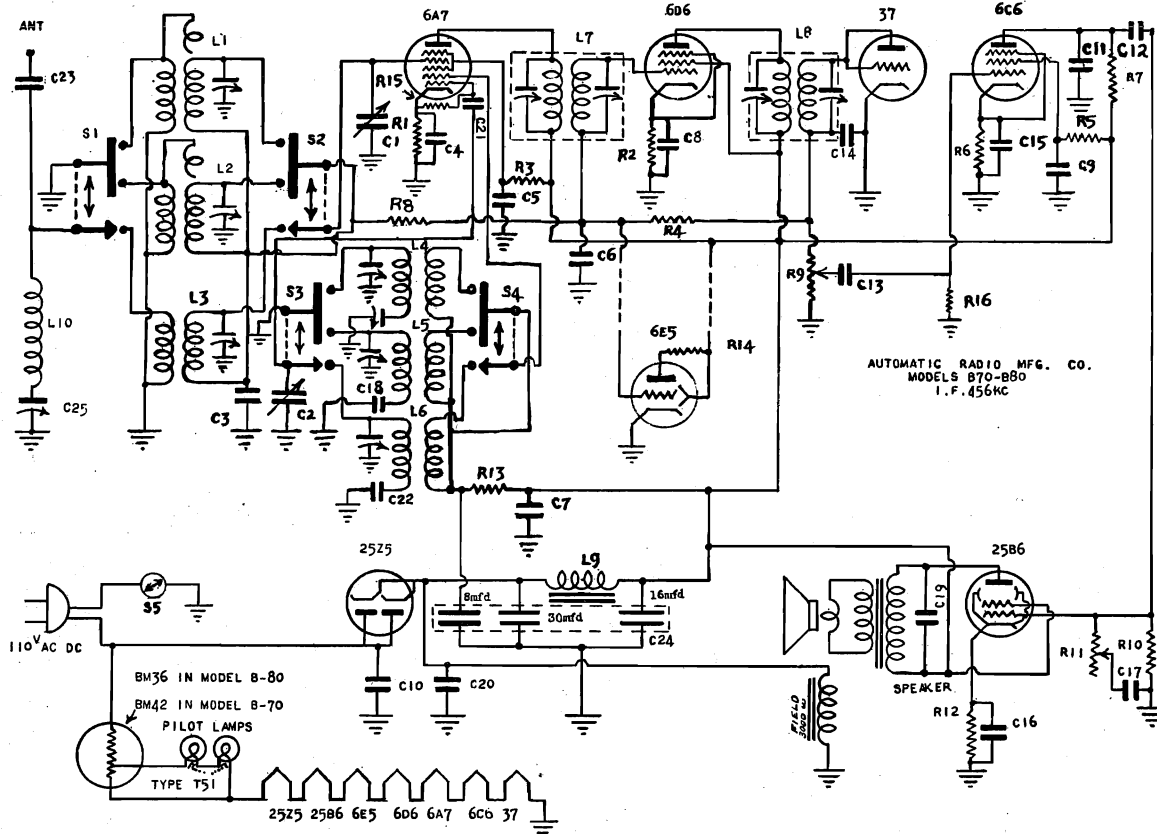 6A7
6D6
37
6C6
ANT
L1
L7
L8
C11
C12
C23
R15
R7
S1
S2
R1
C1
C21
C4
R2
C8
C14
R6
C15
R5
C9
L2
R3
C5
R8
R4
L4
C6
R9
C13
L3
S3
S4
R16
L10
L5
6E5
R14
AUTOMATIC RADIO MFG. CO.
MODELS B70-B80
I.F. 456KC
C25
C3
C2
C18
L6
R13
C22
C7
25Z5
L9
25B6
S5
8mfd
30mfd
16mfd
C24
C19
110V AC DC
C10
C20
R11
R10
C17
SPEAKER
BM36 IN MODEL B-80
BM42 IN MODEL B-70
PILOT LAMPS
FIELD
3000 ω
R12
C16
TYPE T51
25Z5 25B6 6E5 6D6 6A7 6C6 37